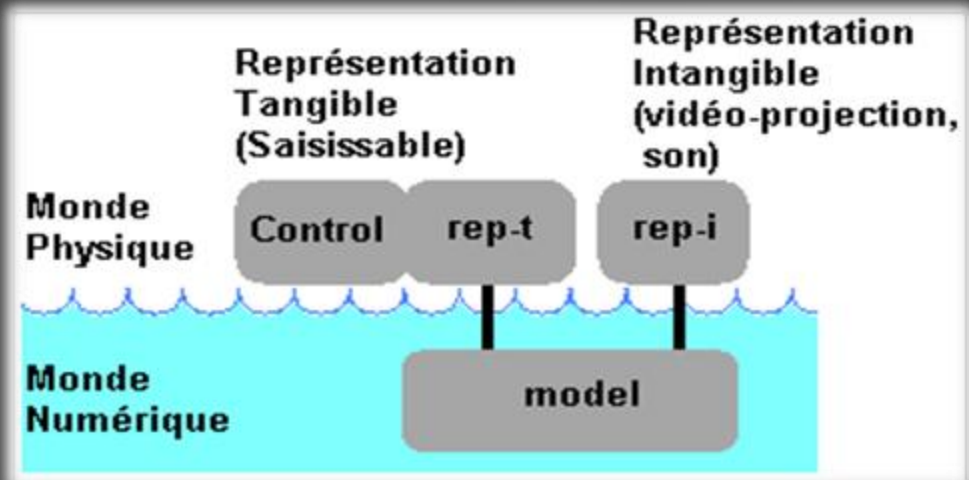 Représentation
Tangible
(Saisissable)
Représentation
Intangible
(vidéo-projection,
son)
Monde
Physique
Control
rep-t
rep-i
Monde
Numérique
model